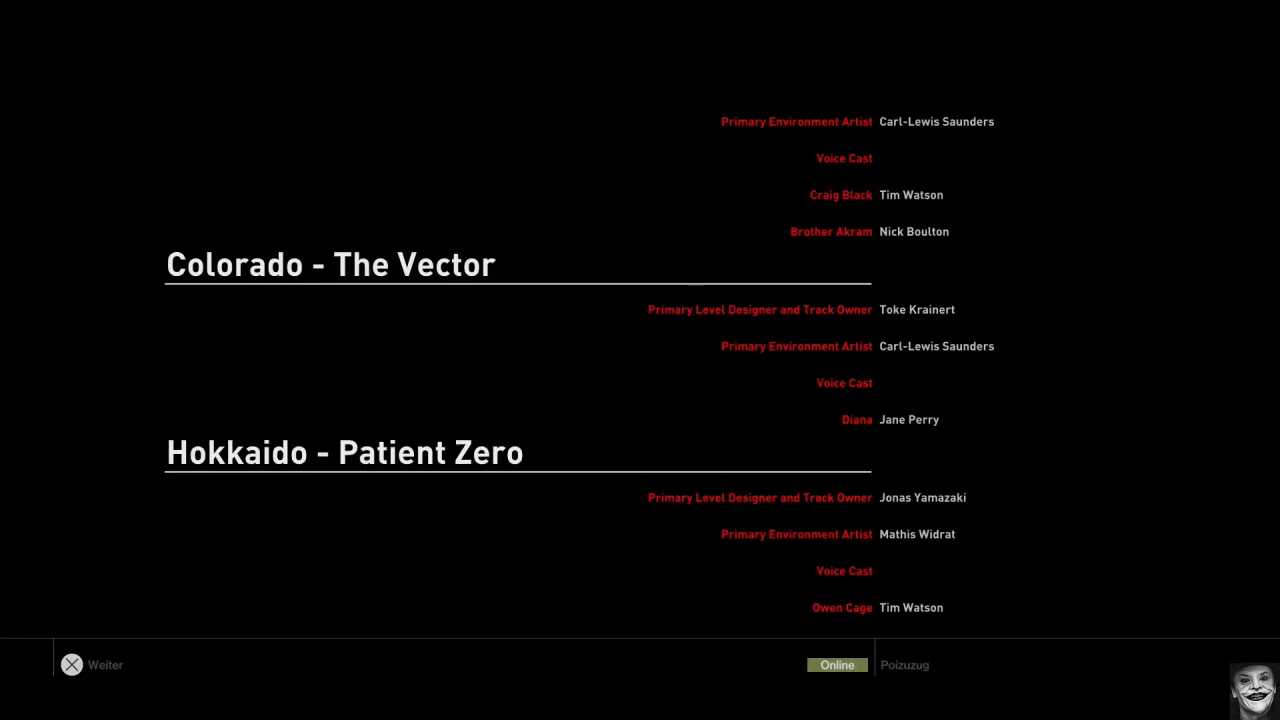 Primary Environment Artist Carl-Lewis Saunders
Voice Cast
Craig Black Tim Watson
Brother Akram Nick Boulton
Colorado - The Vector
Primary Level Designer and Track Owner Toke Krainert
Primary Environment Artist Carl-Lewis Saunders
Voice Cast
Diana Jane Perry
Hokkaido - Patient Zero
Primary Level Designer and Track Owner Jonas Yamazaki
Primary Environment Artist Mathis Widrat
Voice Cast
Owen Cage Tim Watson
Weiter Online Poizuzug